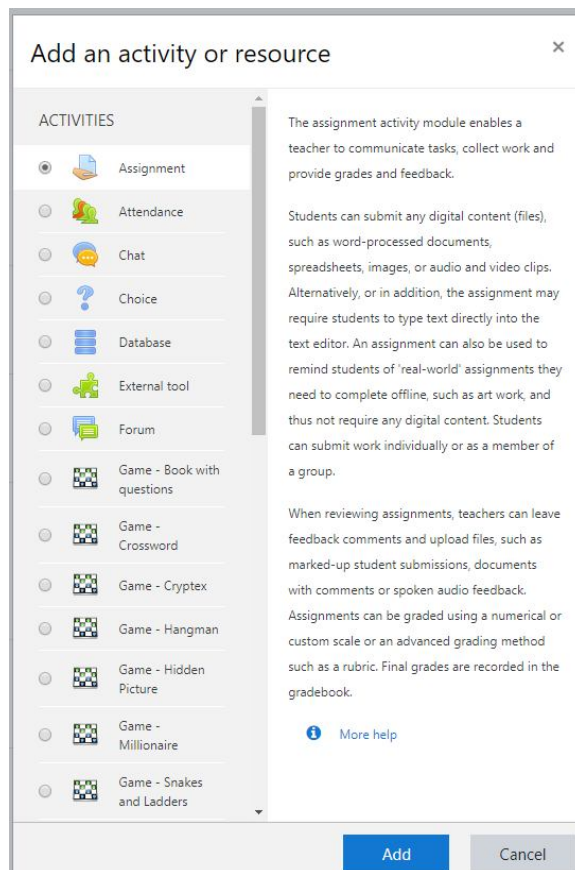 Add an activity or resource
×
ACTIVITIES
Assignment
Attendance
Chat
Choice
Database
External tool
Forum
Game - Book with
questions
Game -
Crossword
Game - Cryptex
Game - Hangman
Game - Hidden
Picture
Game -
Millionaire
Game - Snakes
and Ladders
The assignment activity module enables a
teacher to communicate tasks, collect work and
provide grades and feedback.
Students can submit any digital content (files),
such as word-processed documents,
spreadsheets, images, or audio and video clips.
Alternatively, or in addition, the assignment may
require students to type text directly into the
text editor. An assignment can also be used to
remind students of 'real-world' assignments they
need to complete offline, such as art work, and
thus not require any digital content. Students
can submit work individually or as a member of
a group.
When reviewing assignments, teachers can leave
feedback comments and upload files, such as
marked-up student submissions, documents
with comments or spoken audio feedback.
Assignments can be graded using a numerical or
custom scale or an advanced grading method
such as a rubric. Final grades are recorded in the
gradebook.
More help
Add
Cancel